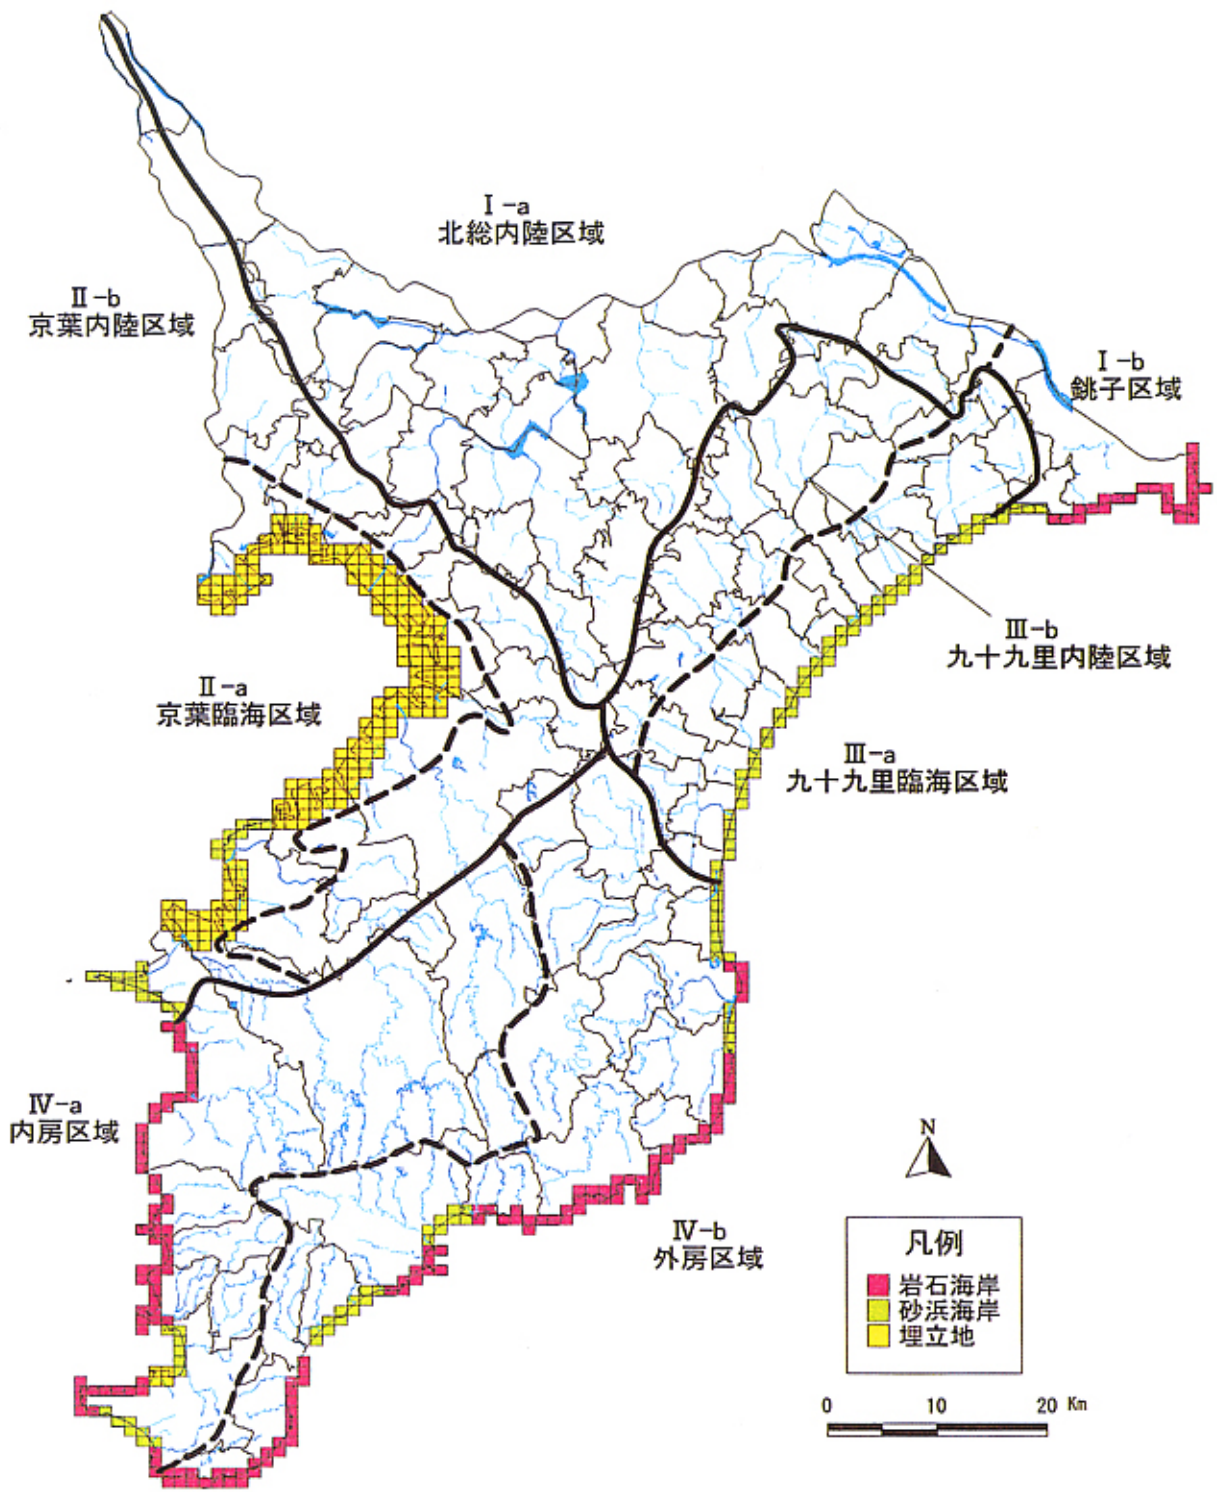 Ⅰ-a
北総内陸区域
Ⅱ-b
京葉内陸区域
Ⅰ-b
銚子区域
Ⅲ-b
九十九里内陸区域
Ⅱ-a
京葉臨海区域
Ⅲ-a
九十九里臨海区域
Ⅳ-a
内房区域
N
Ⅳ-b
外房区域
凡例
岩石海岸
砂浜海岸
埋立地
0 10 20 Km